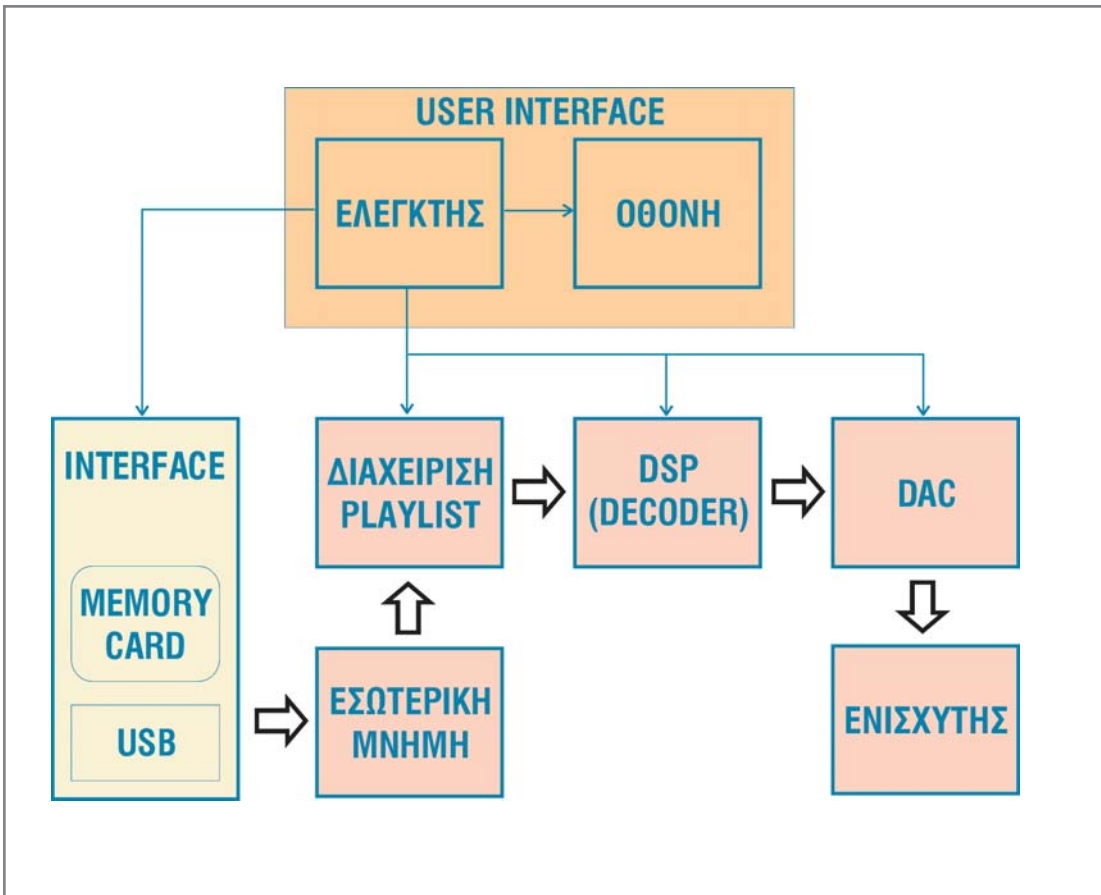 USER INTERFACE
ΕΛΕΓΚΤΗΣ
ΟΘΟΝΗ
INTERFACE
MEMORY
CARD
USB
ΔΙΑΧΕΙΡΙΣΗ
PLAYLIST
DSP
(DECODER)
DAC
ΕΣΩΤΕΡΙΚΗ
ΜΝΗΜΗ
ΕΝΙΣΧΥΤΗΣ